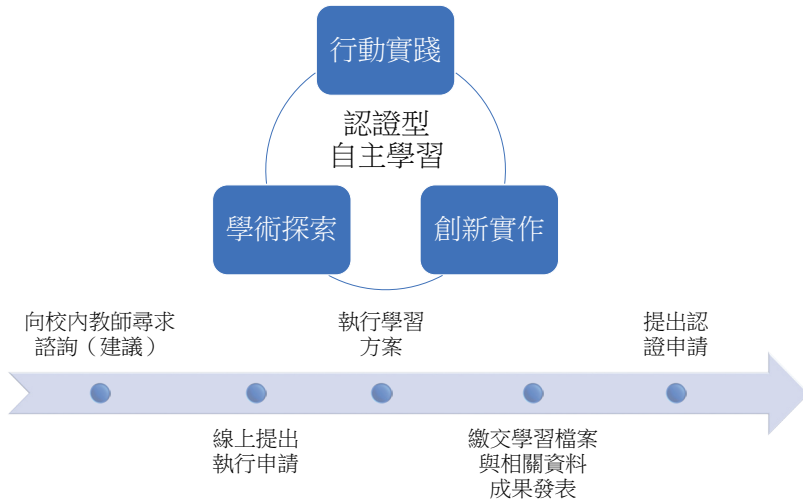 行動實踐
認證型
自主學習
學術探索
創新實作
向校內教師尋求
諮詢（建議）
線上提出
執行申請
執行學習
方案
繳交學習檔案
與相關資料
成果發表
提出認
證申請